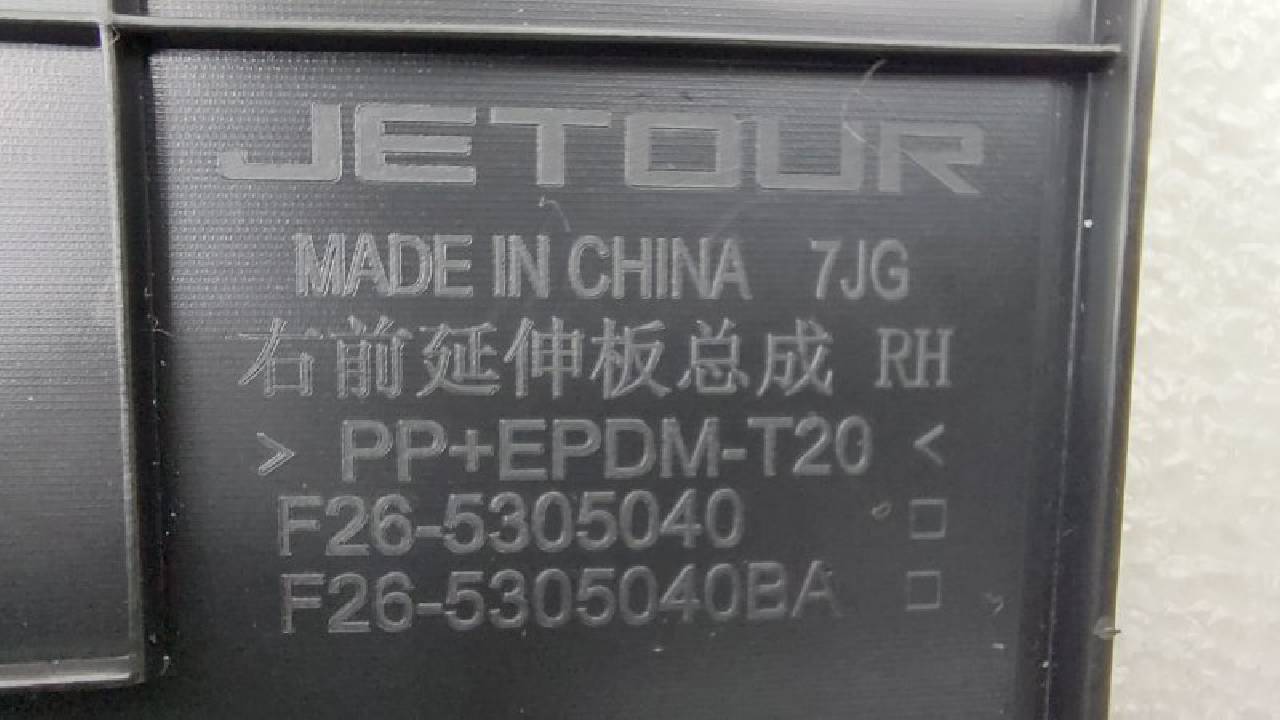 JETOUR
MADE IN CHINA 7JG
右前延伸板总成 RH
> PP+EPDM-T20 <
F26-5305040 □
F26-5305040BA □